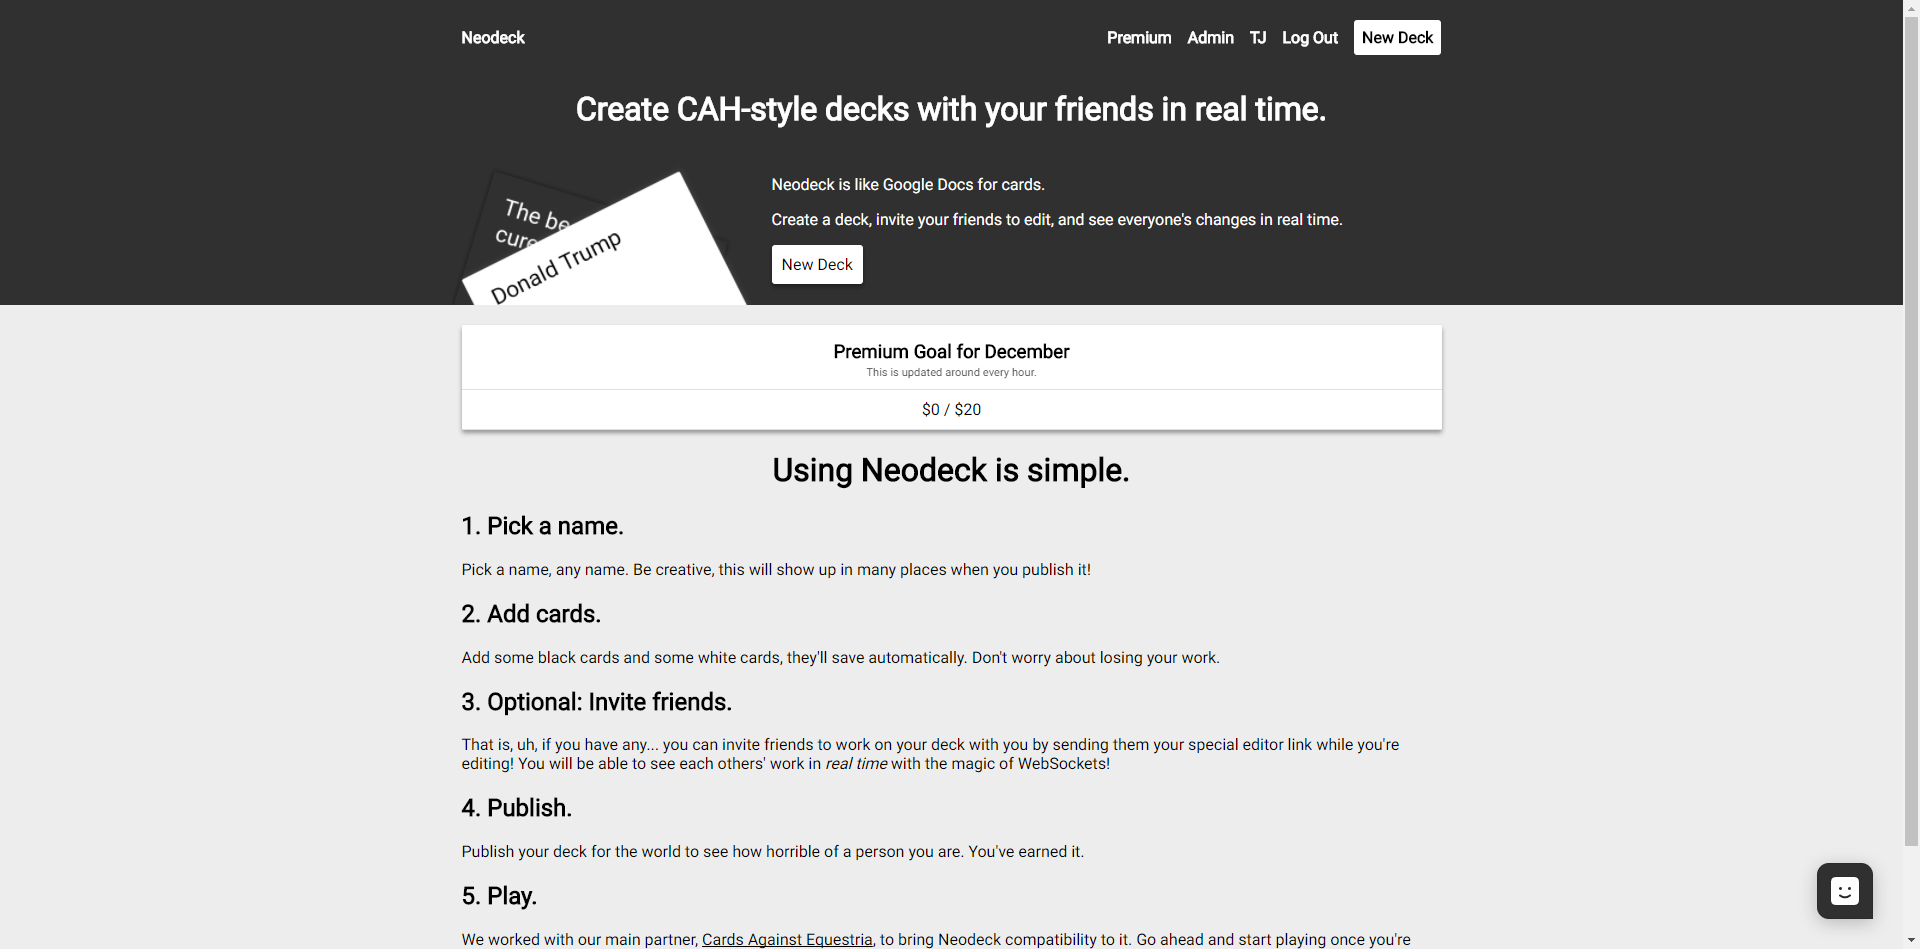 Neodeck
Premium Admin TJ Log Out New Deck
Create CAH-style decks with your friends in real time.
The be
cure
Donald Trump
Neodeck is like Google Docs for cards.
Create a deck, invite your friends to edit, and see everyone's changes in real time.
New Deck
Premium Goal for December
This is updated around every hour.
$0 / $20
Using Neodeck is simple.
1. Pick a name.
Pick a name, any name. Be creative, this will show up in many places when you publish it!
2. Add cards.
Add some black cards and some white cards, they'll save automatically. Don't worry about losing your work.
3. Optional: Invite friends.
That is, uh, if you have any... you can invite friends to work on your deck with you by sending them your special editor link while you're
editing! You will be able to see each others' work in real time with the magic of WebSockets!
4. Publish.
Publish your deck for the world to see how horrible of a person you are. You've earned it.
5. Play.
We worked with our main partner, Cards Against Equestria, to bring Neodeck compatibility to it. Go ahead and start playing once you're